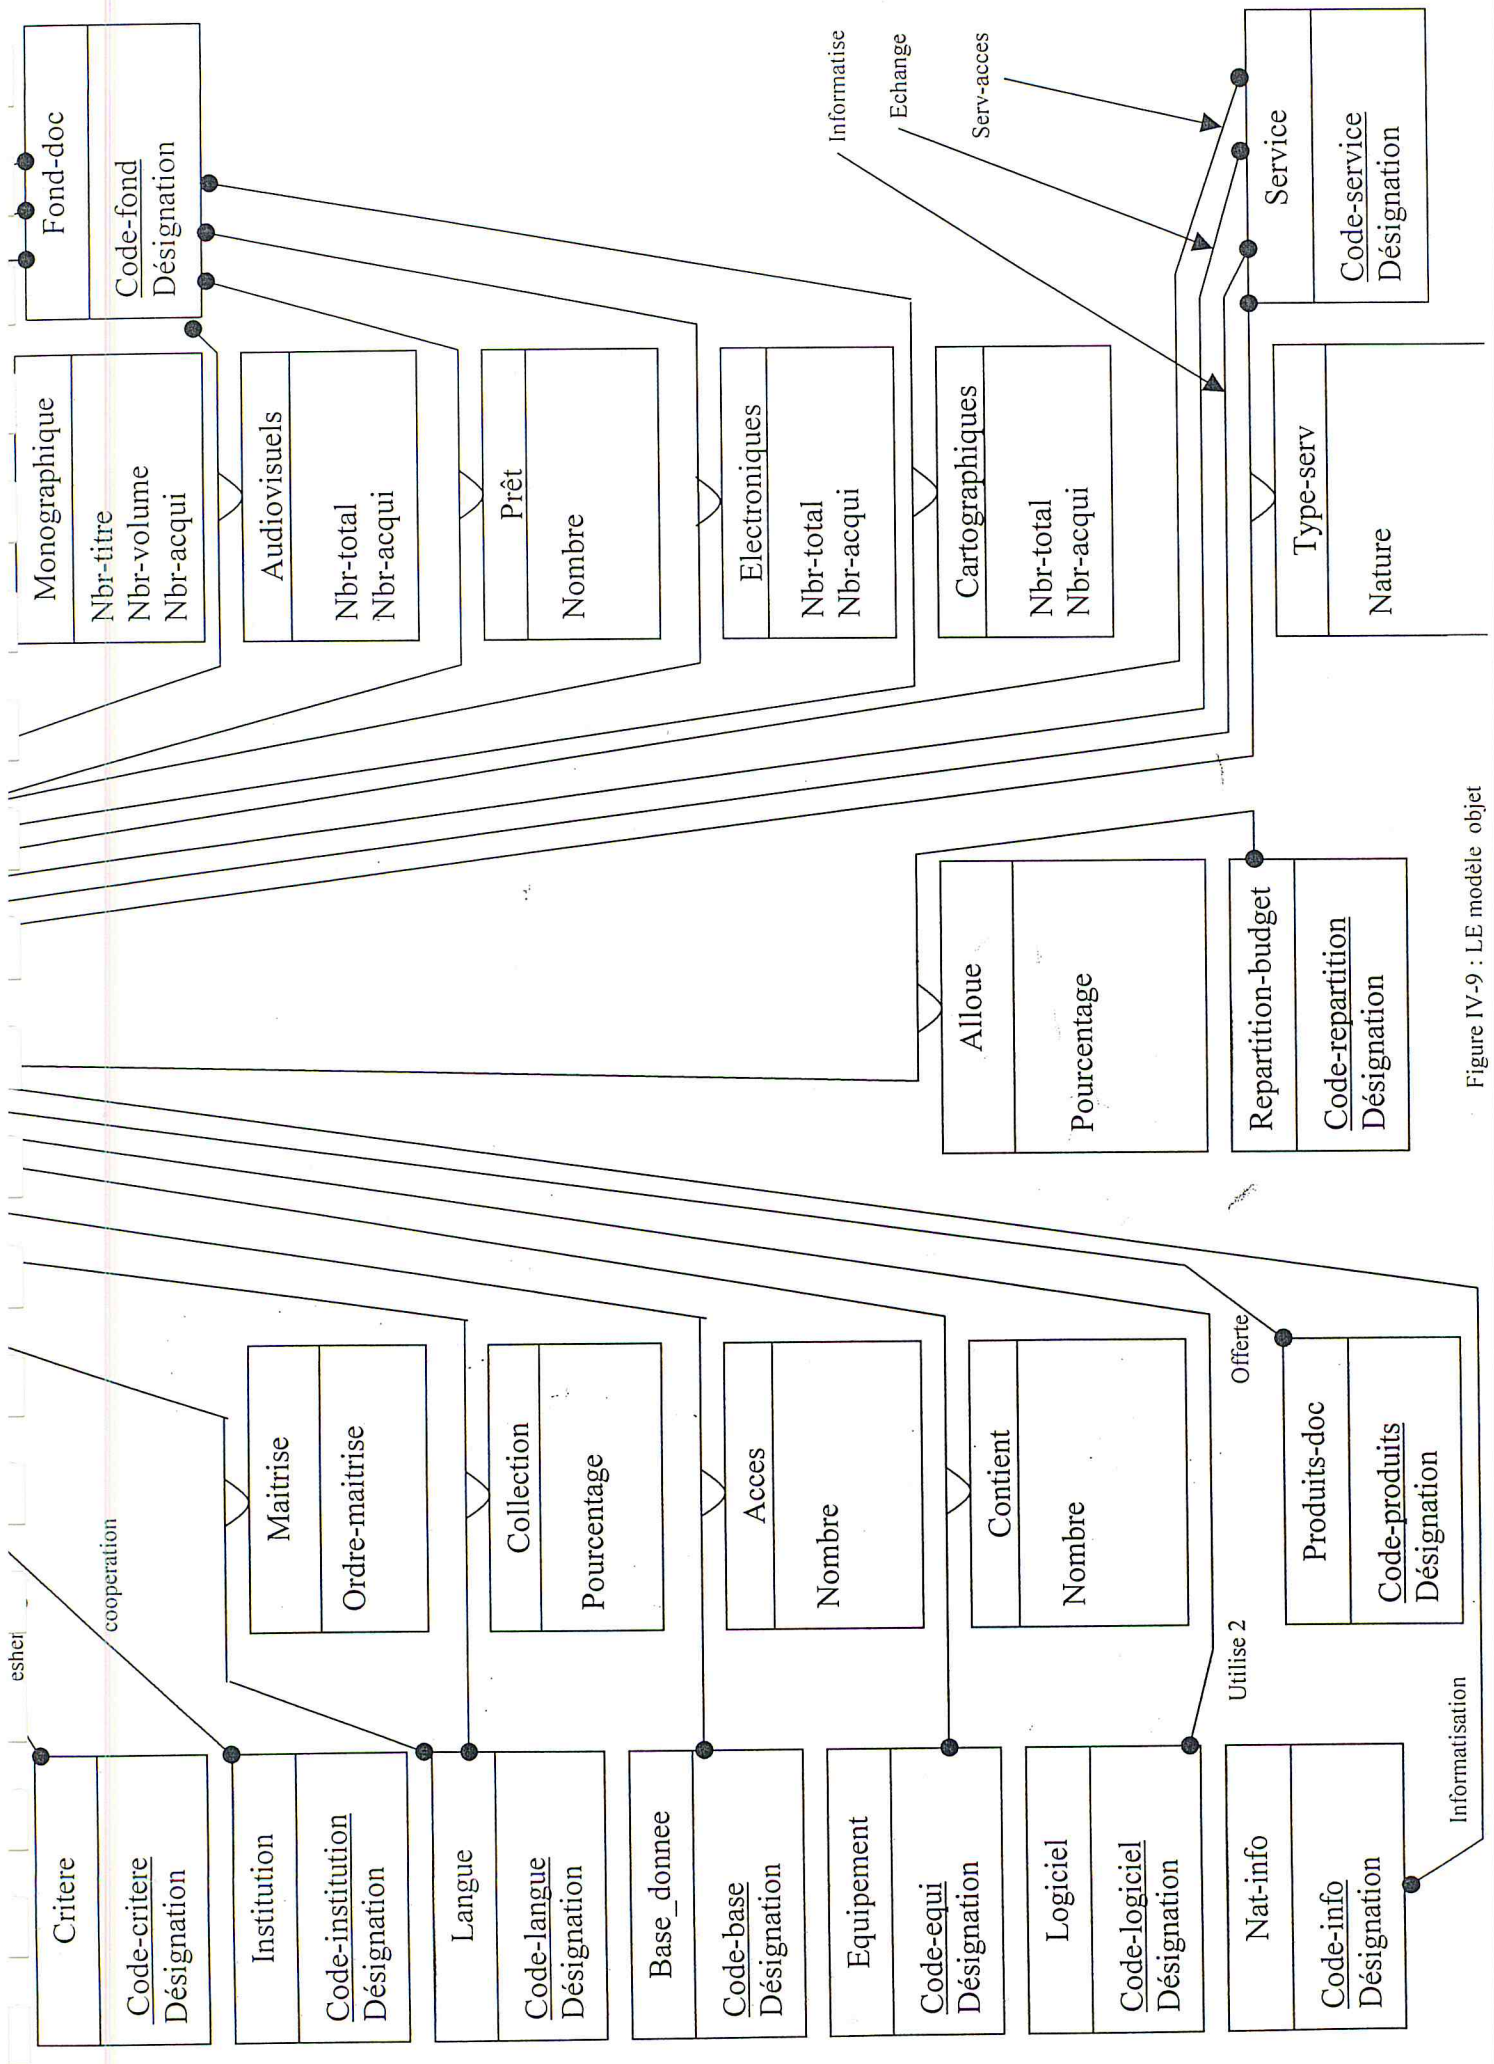 esher
cooperation
Critere
Code-critere
Désignation
Institution
Code-institution
Désignation
Langue
Code-langue
Désignation
Base_donnee
Code-base
Désignation
Equipement
Code-equi
Désignation
Logiciel
Code-logiciel
Désignation
Nat-info
Code-info
Désignation
Maitrise
Ordre-maitrise
Collection
Pourcentage
Acces
Nombre
Contient
Nombre
Utilise 2
Offerte
Produits-doc
Code-produits
Désignation
Informatisation
Alloue
Pourcentage
Repartition-budget
Code-repartition
Désignation
Monographique
Nbr-titre
Nbr-volume
Nbr-acqui
Audiovisuels
Nbr-total
Nbr-acqui
Prêt
Nombre
Electroniques
Nbr-total
Nbr-acqui
Cartographiques
Nbr-total
Nbr-acqui
Type-serv
Nature
Fond-doc
Code-fond
Désignation
Informatise
Echange
Serv-acces
Service
Code-service
Désignation
Figure IV-9 : LE modèle objet